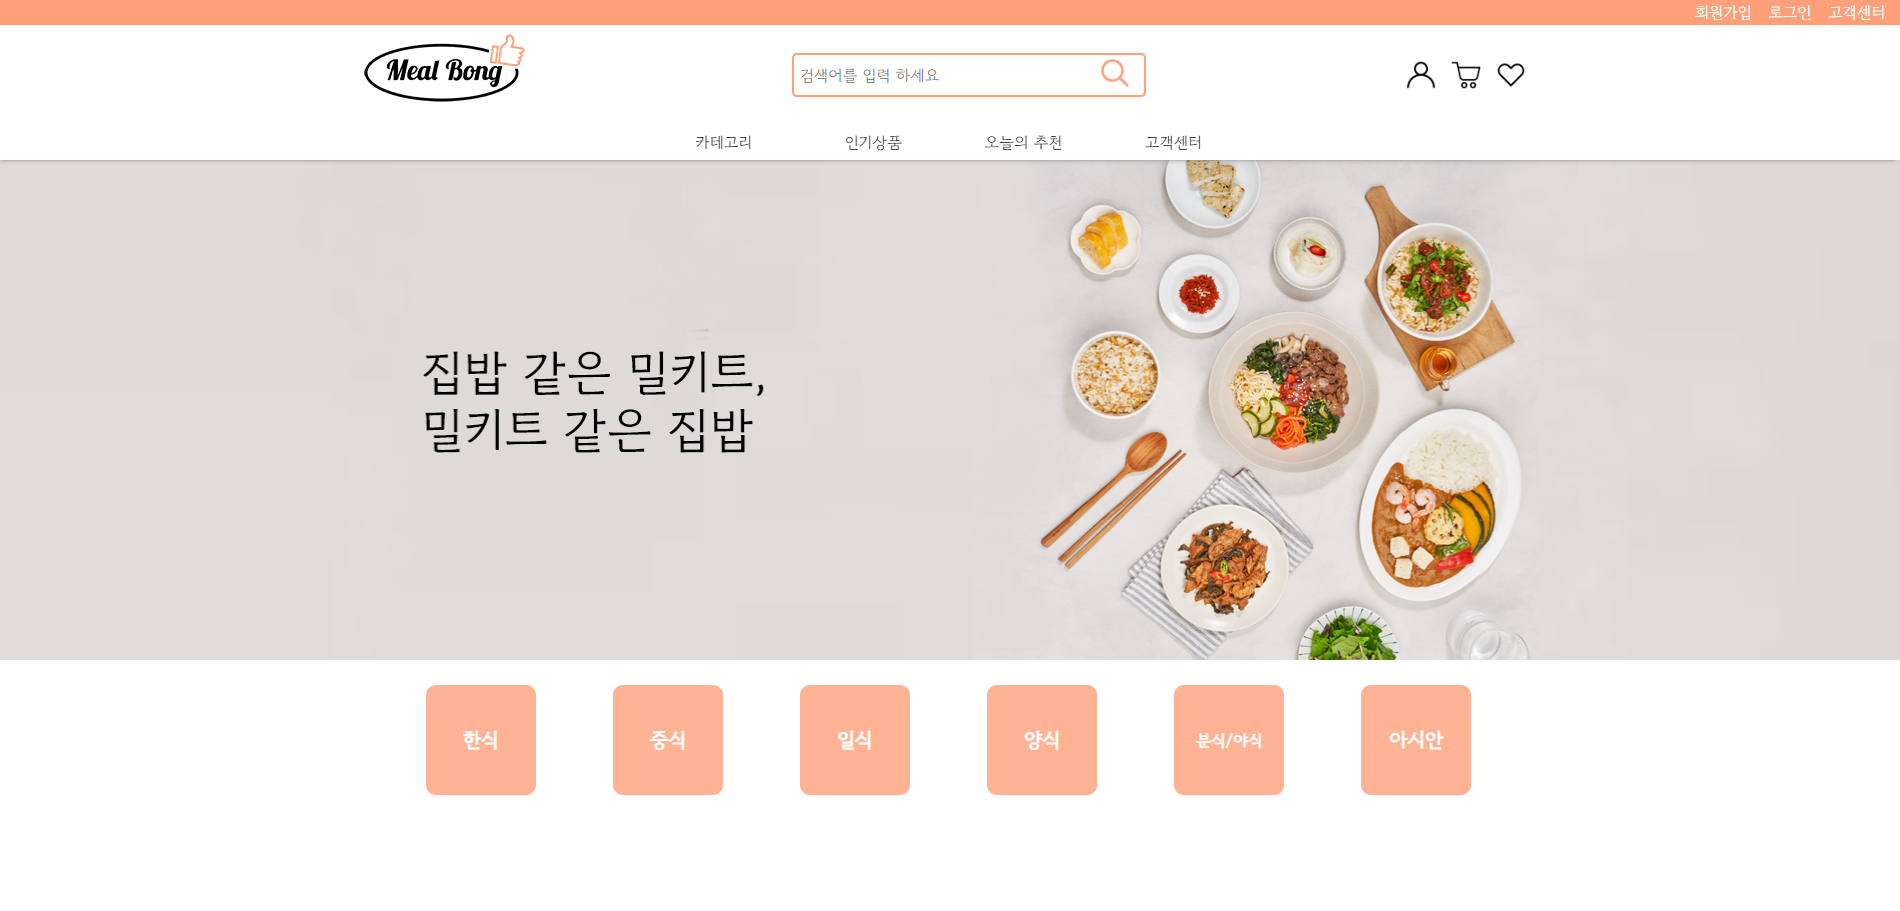 회원가입 로그인 고객센터
Meal Bong
검색어를 입력 하세요
카테고리 인기상품 오늘의 추천 고객센터
집밥 같은 밀키트,
밀키트 같은 집밥
한식 중식 일식 양식 분식/야식 아시안